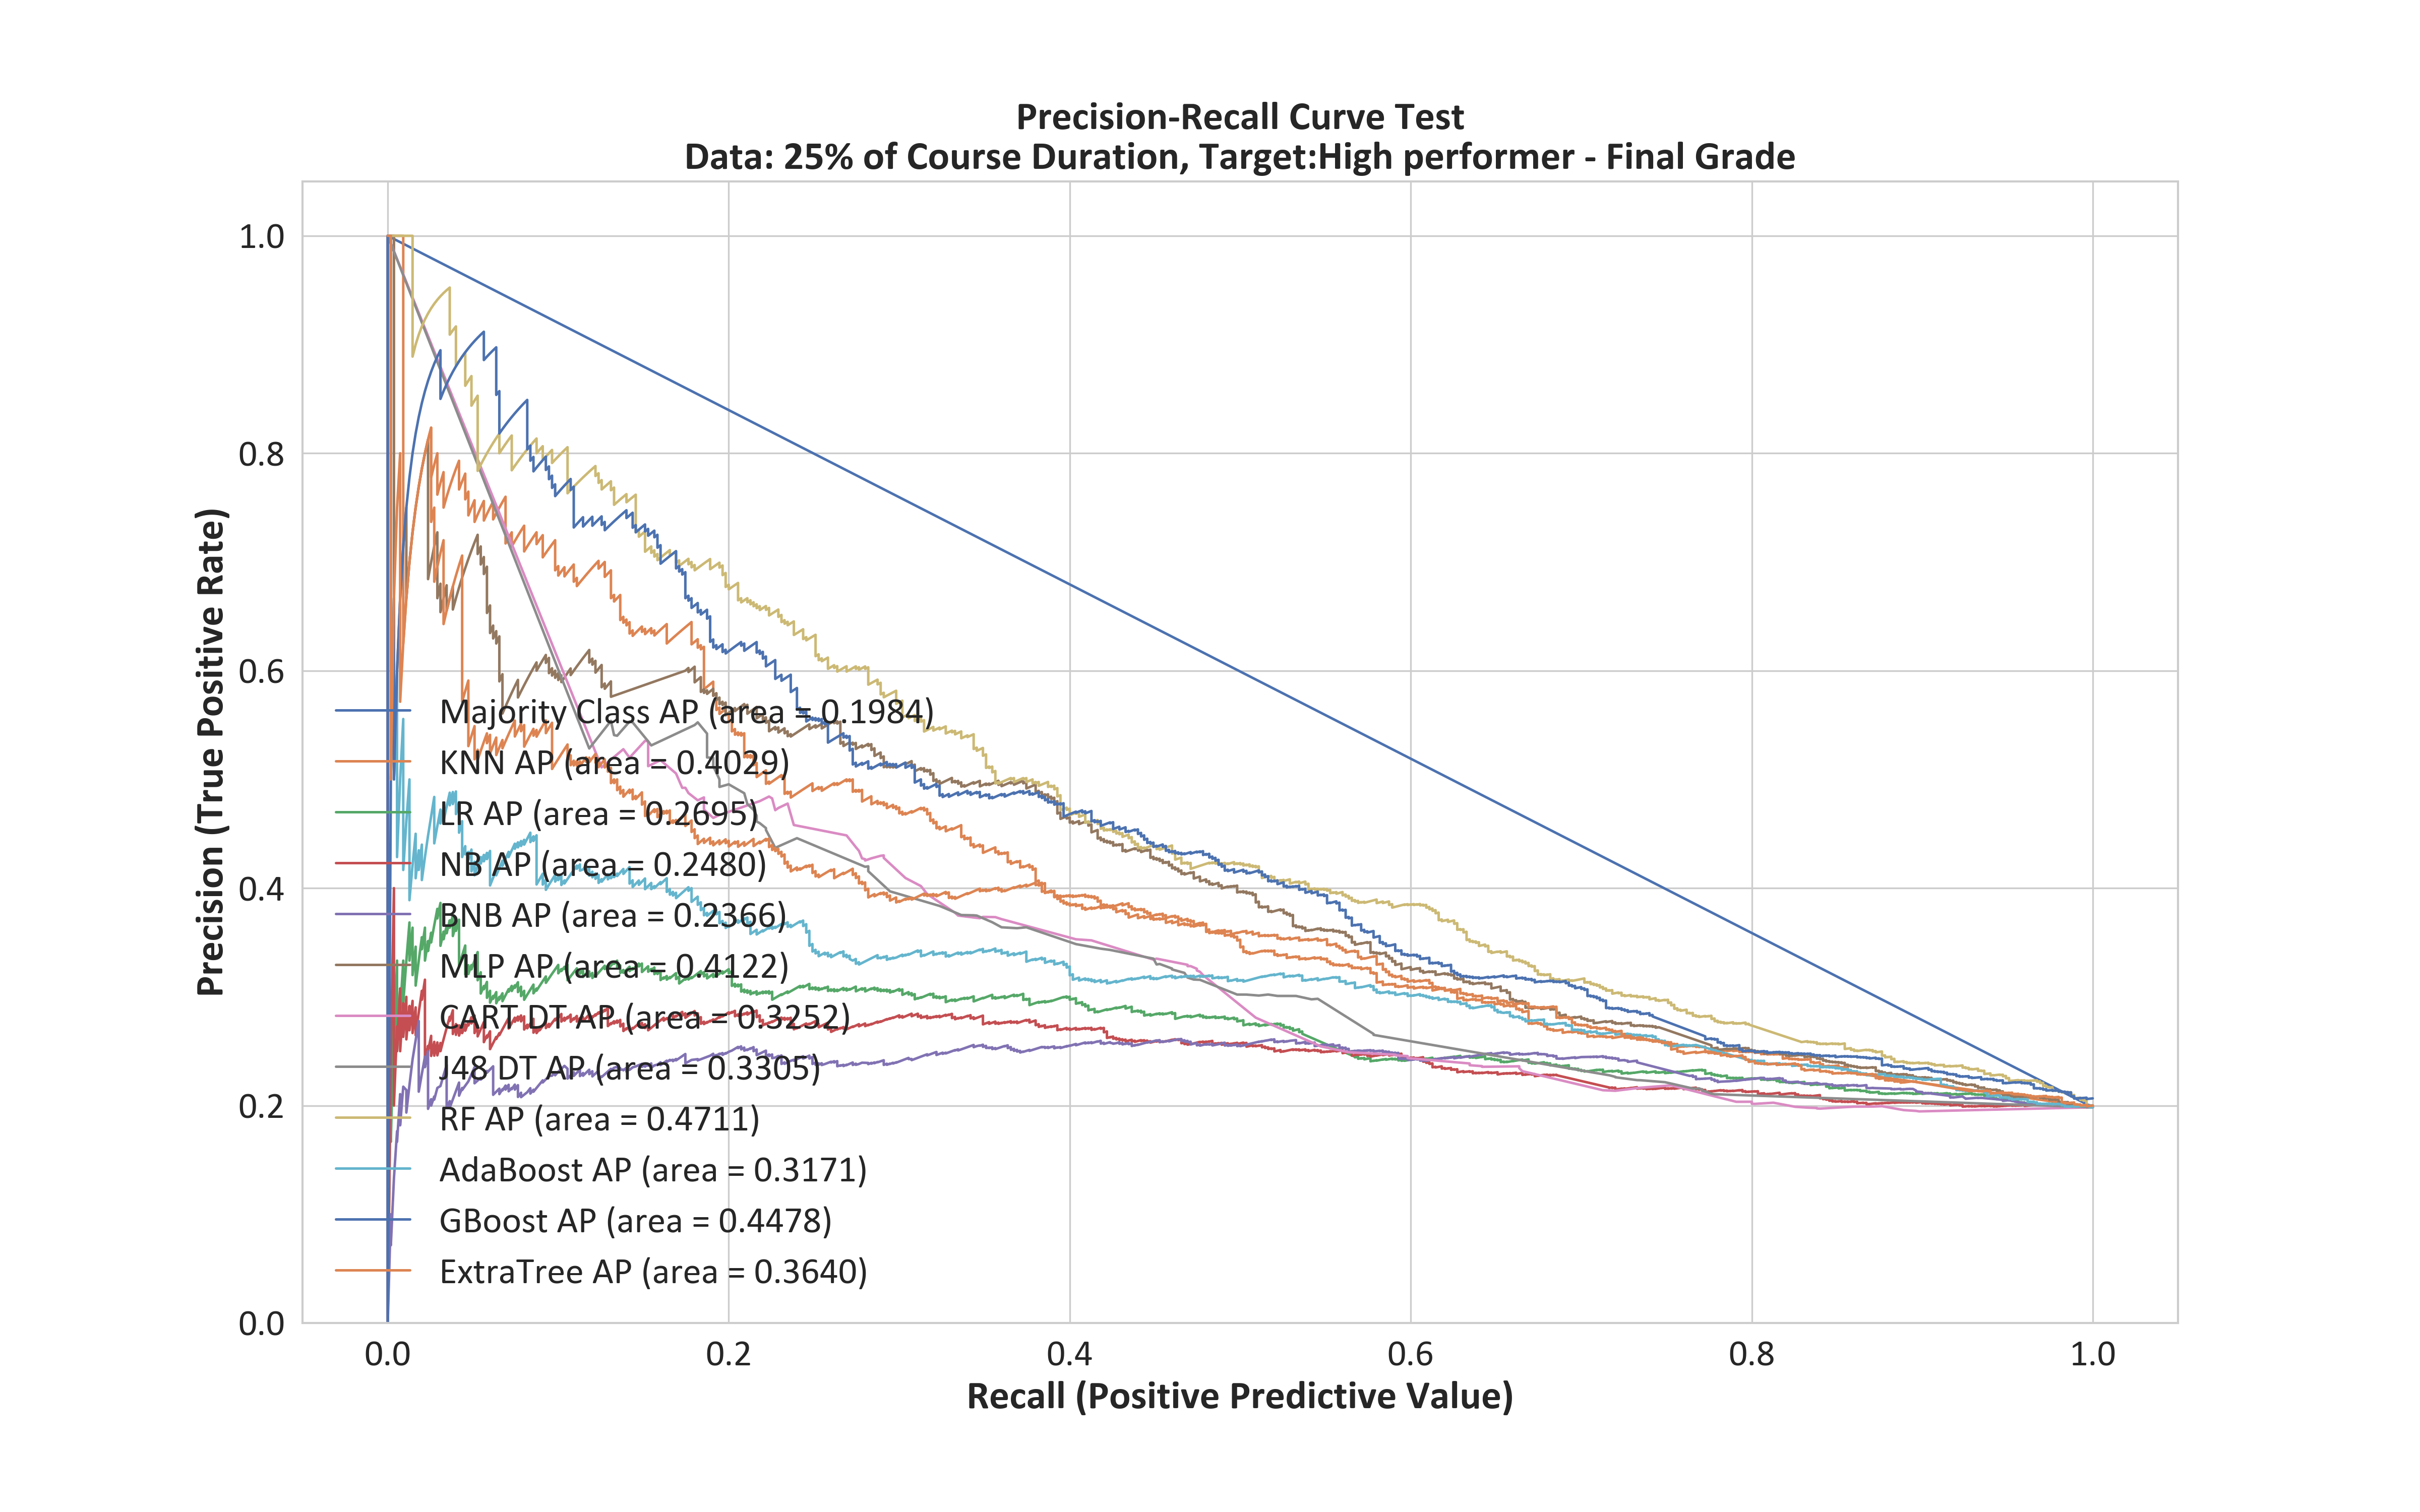 Precision-Recall Curve Test
Data: 25% of Course Duration, Target:High performer - Final Grade
Precision (True Positive Rate)
1.0
0.8
0.6
0.4
0.2
0.0
Majority Class AP (area = 0.1984)
KNN AP (area = 0.4029)
LR AP (area = 0.2695)
NB AP (area = 0.2480)
BNB AP (area = 0.2366)
MLP AP (area = 0.4122)
CART DT AP (area = 0.3252)
J48 DT AP (area = 0.3305)
RF AP (area = 0.4711)
AdaBoost AP (area = 0.3171)
GBoost AP (area = 0.4478)
ExtraTree AP (area = 0.3640)
0.0 0.2 0.4 0.6 0.8 1.0
Recall (Positive Predictive Value)